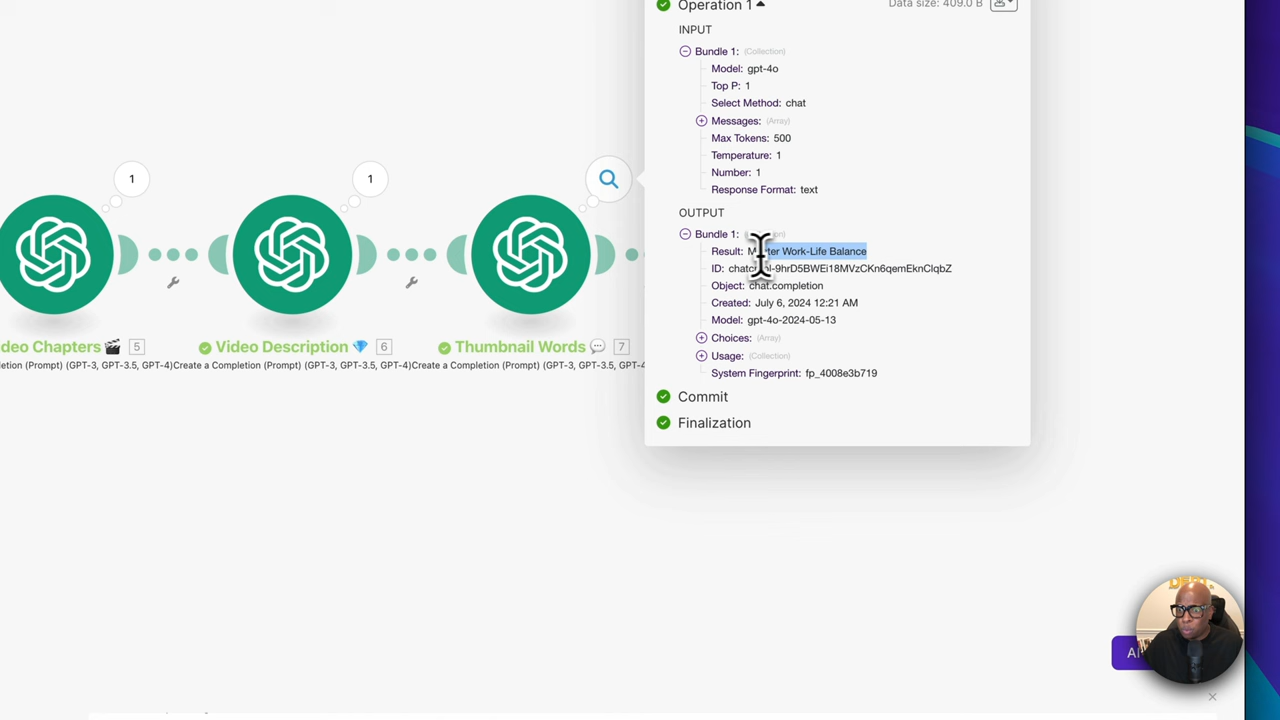 Operation 1
Data size: 409.0 B
INPUT
Bundle 1: (Collection)
Model: gpt-4o
Top P: 1
Select Method: chat
Messages: (Array)
Max Tokens: 500
Temperature: 1
Number: 1
Response Format: text
OUTPUT
Bundle 1:
Result: Master Work-Life Balance
ID:
Object: chat.completion
Created: July 6, 2024 12:21 AM
Model: gpt-4o-2024-05-13
Choices: (Array)
Usage: (Collection)
System Fingerprint: fp_4008e3b719
Commit
Finalization
1
1
deo Chapters 🎬 5
Video Description 💎 6
Thumbnail Words 💬 7
etion (Prompt) (GPT-3, GPT-3.5, GPT-4)
Create a Completion (Prompt) (GPT-3, GPT-3.5, GPT-4)
Create a Completion (Prompt) (GPT-3, GPT-3.5, GPT-4